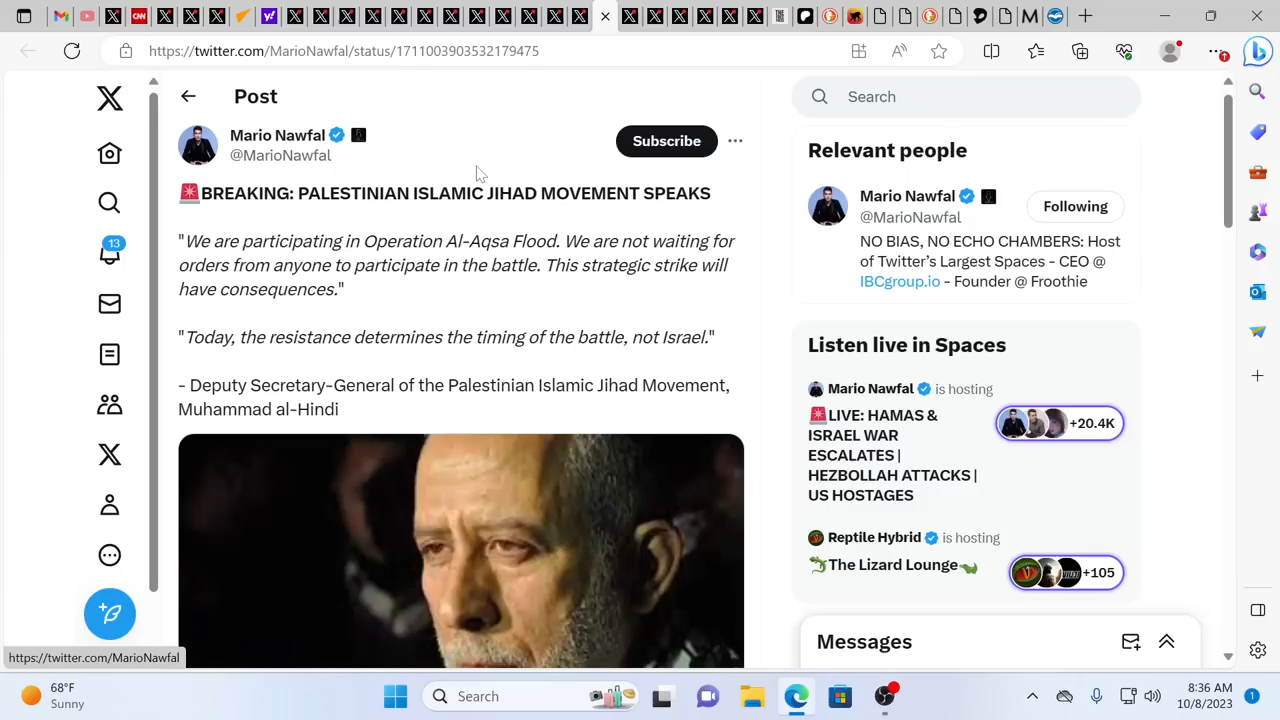 https://twitter.com/MarioNawfal/status/1711003903532179475
Post
Mario Nawfal
@MarioNawfal
Subscribe
🚨BREAKING: PALESTINIAN ISLAMIC JIHAD MOVEMENT SPEAKS
"We are participating in Operation Al-Aqsa Flood. We are not waiting for
orders from anyone to participate in the battle. This strategic strike will
have consequences."
"Today, the resistance determines the timing of the battle, not Israel."
- Deputy Secretary-General of the Palestinian Islamic Jihad Movement,
Muhammad al-Hindi
13
Search
Relevant people
Mario Nawfal
@MarioNawfal
Following
NO BIAS, NO ECHO CHAMBERS: Host
of Twitter's Largest Spaces - CEO @
IBCgroup.io - Founder @ Froothie
Listen live in Spaces
Mario Nawfal is hosting
🚨LIVE: HAMAS &
ISRAEL WAR
ESCALATES |
HEZBOLLAH ATTACKS |
US HOSTAGES
+20.4K
Reptile Hybrid is hosting
🦎The Lizard Lounge🐊
+105
Messages
https://twitter.com/MarioNawfal
68°F
Sunny
Search
8:36 AM
10/8/2023
1